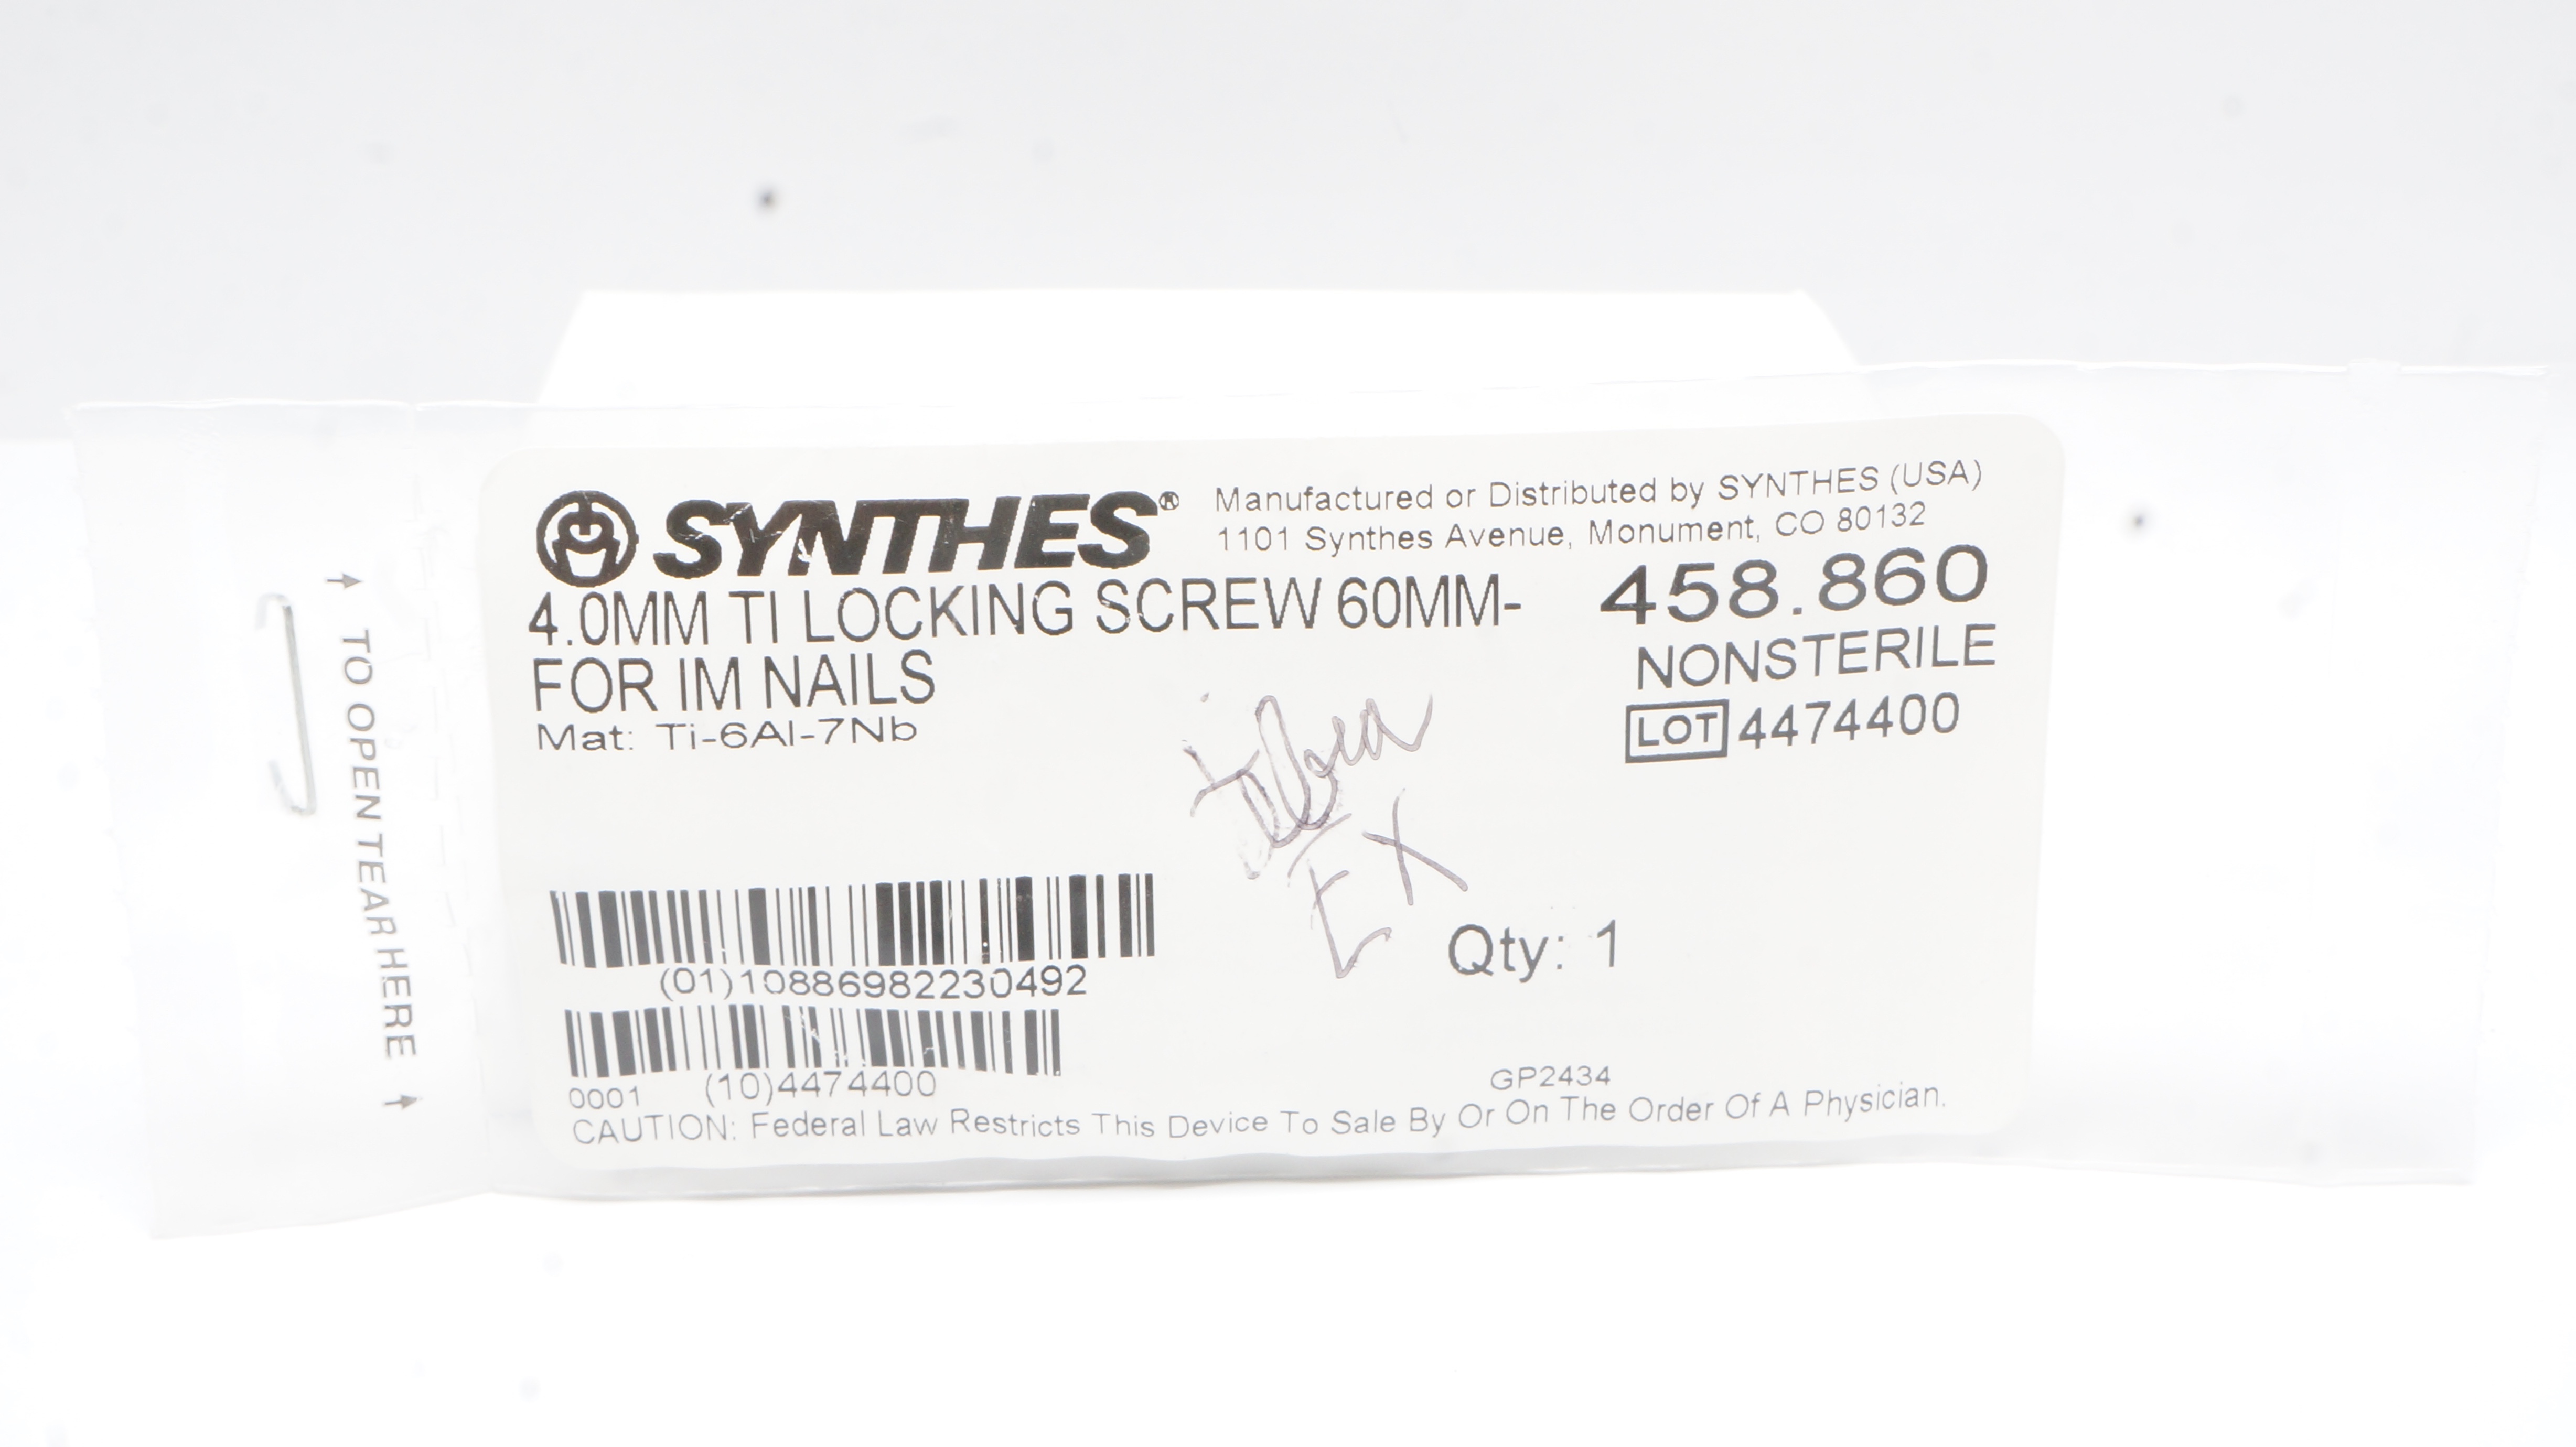 SYNTHES®
Manufactured or Distributed by SYNTHES (USA)
1101 Synthes Avenue, Monument, CO 80132
4.0MM TI LOCKING SCREW 60MM-
FOR IM NAILS
Mat: Ti-6Al-7Nb
458.860
NONSTERILE
LOT 4474400
Tibia
EX
Qty: 1
(01)10886982230492
(10)4474400
0001
GP2434
CAUTION: Federal Law Restricts This Device To Sale By Or On The Order Of A Physician.
TO OPEN TEAR HERE